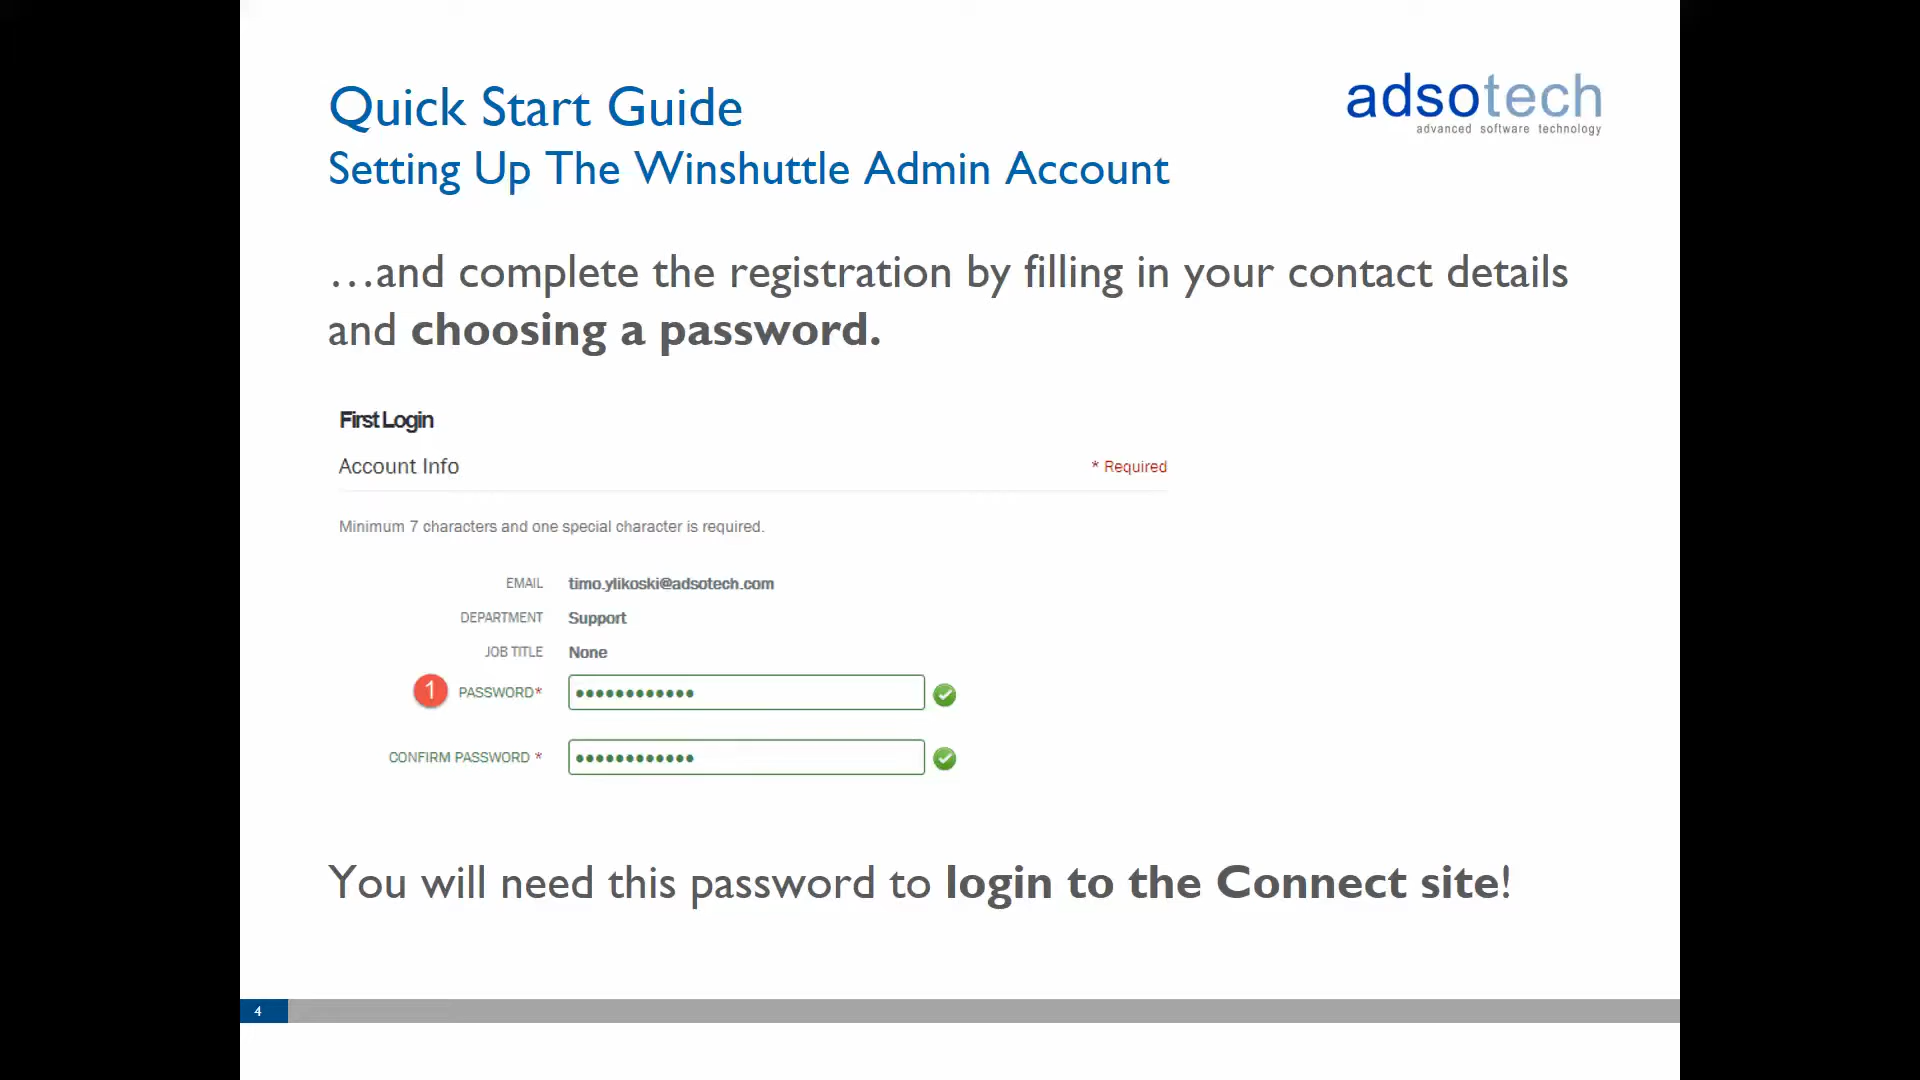 Quick Start Guide
adsotech
advanced software technology
Setting Up The Winshuttle Admin Account
…and complete the registration by filling in your contact details
and choosing a password.
First Login
Account Info
* Required
Minimum 7 characters and one special character is required.
EMAIL timo.ylikoski@adsotech.com
DEPARTMENT Support
JOB TITLE None
1 PASSWORD* ●●●●●●●●●●●●
CONFIRM PASSWORD * ●●●●●●●●●●●●
You will need this password to login to the Connect site!
4